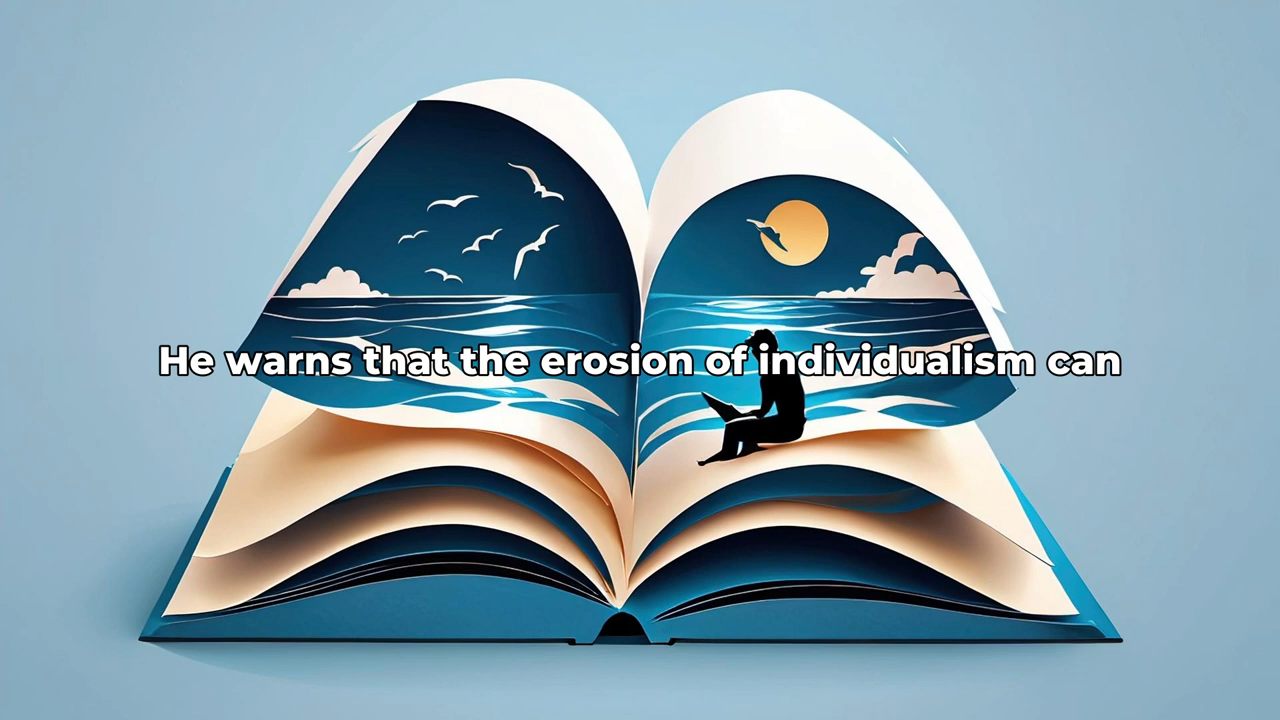 He warns that the erosion of individualism can